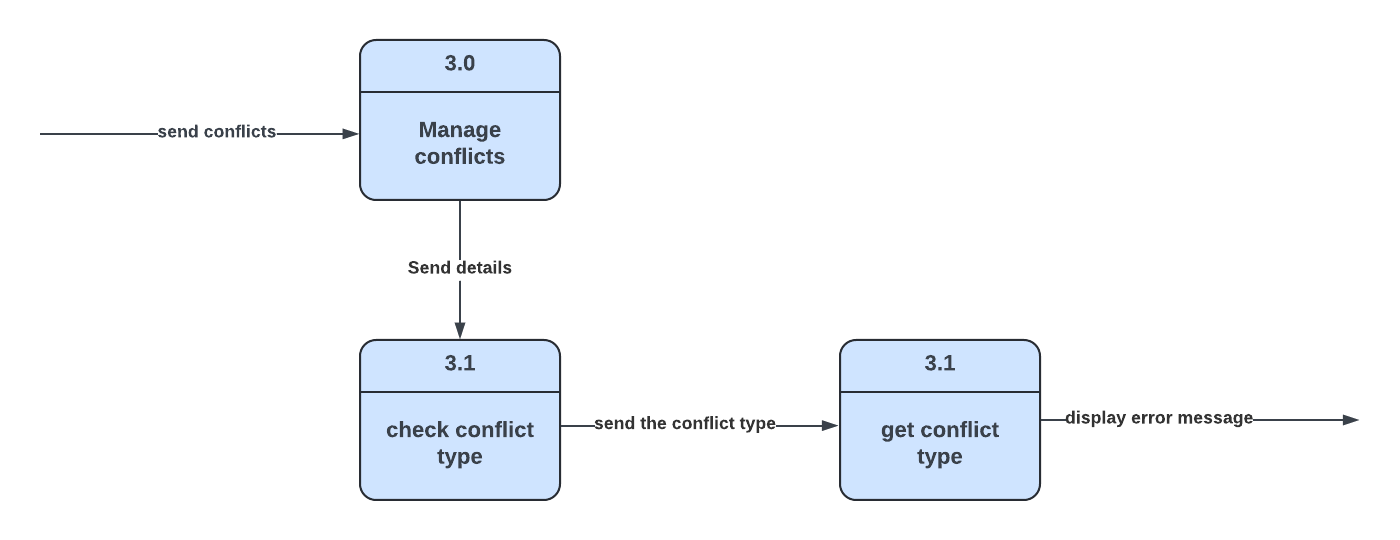 3.0
send conflicts
Manage
conflicts
Send details
3.1
check conflict
type
send the conflict type
3.1
get conflict
type
display error message